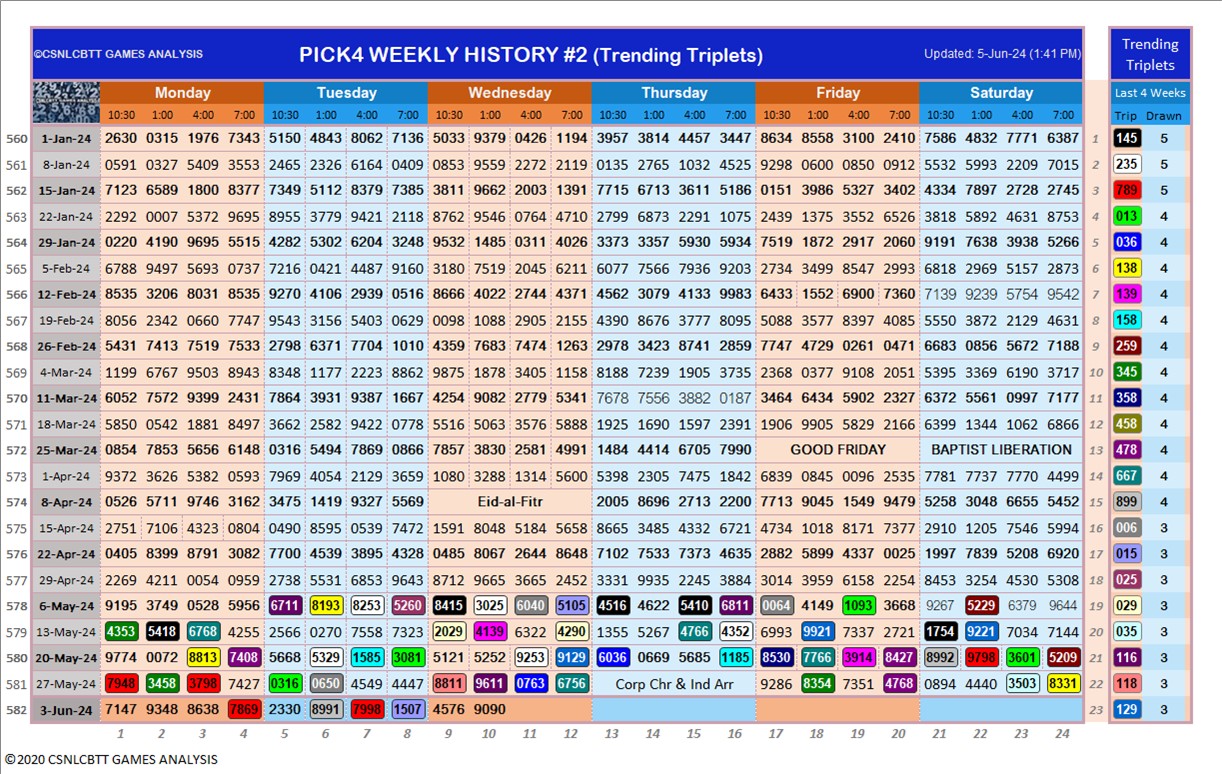 ©CSNLCBTT GAMES ANALYSIS PICK4 WEEKLY HISTORY #2 (Trending Triplets) Updated: 5-Jun-24 (1:41 PM) Trending Triplets
Monday Tuesday Wednesday Thursday Friday Saturday Last 4 Weeks
10:30 1:00 4:00 7:00 10:30 1:00 4:00 7:00 10:30 1:00 4:00 7:00 10:30 1:00 4:00 7:00 10:30 1:00 4:00 7:00 10:30 1:00 4:00 7:00 Trip Drawn
560 1-Jan-24 2630 0315 1976 7343 5150 4843 8062 7138 5033 9379 0426 1194 3957 3814 4457 3447 8634 8558 3100 2410 7586 4832 7771 6387 1 145 5
561 8-Jan-24 0591 0327 5409 3553 2465 2326 6164 0409 0853 9559 2272 2119 0135 2765 1032 4525 9298 0600 0850 0912 5532 5993 2209 7015 2 235 5
562 15-Jan-24 7123 6589 1800 8377 7349 5112 8379 7385 3811 9662 2003 1391 7715 6713 3611 5186 0151 3986 5327 3402 4334 7897 2728 2745 3 789 5
563 22-Jan-24 2292 0007 5372 9695 8955 3779 9421 2118 8762 9546 0764 4710 2799 6873 2291 1075 2439 1375 3552 6526 3818 5892 4631 8753 4 013 4
564 29-Jan-24 0220 4190 9695 5515 4282 5302 6204 3248 9532 1485 0311 4026 3373 3357 5930 5934 7519 1872 2917 2060 9191 7638 3938 5266 5 036 4
565 5-Feb-24 6788 9497 5693 0737 7216 0421 4487 9160 3180 7519 2045 6211 6077 7566 7936 9203 2734 3499 8547 2993 6818 2969 5157 2873 6 138 4
566 12-Feb-24 8535 3206 8031 8535 9270 4106 2939 0516 8666 4022 2744 4371 4562 3079 4133 9983 6433 1552 6900 7360 7139 9239 5754 9542 7 139 4
567 19-Feb-24 8056 2342 0660 7747 9543 3156 5403 0629 9098 1088 2905 2155 4390 8676 3777 8095 5088 3577 8397 4085 5550 3872 2129 4631 8 158 4
568 26-Feb-24 5431 7413 7519 7533 2798 6371 7704 1010 4359 7683 7474 1263 2978 3423 8741 2859 7747 4729 0261 0471 6683 0856 5672 7188 9 259 4
569 4-Mar-24 1199 6767 9503 8943 8348 1177 2223 8862 9875 1878 3405 1158 8188 7239 1905 3735 2368 0377 9108 2051 5395 3369 6190 3717 10 345 4
570 11-Mar-24 6052 7572 9399 2431 7864 3931 9387 1667 4254 9082 2779 5341 7678 7556 3882 0187 3464 6434 5902 2327 6372 5561 0997 7177 11 358 4
571 18-Mar-24 5850 0542 1881 8497 3662 2582 9422 0778 5516 5063 3576 5888 1925 1690 1597 2391 1906 9905 5829 2166 6399 1344 1062 6866 12 458 4
572 25-Mar-24 0854 7853 5656 6148 0316 5494 7869 0866 7857 3830 2581 4991 1484 4414 6705 7990 GOOD FRIDAY BAPTIST LIBERATION 13 478 4
573 1-Apr-24 9372 3626 5382 0593 7969 4054 2129 3654 1080 3288 1314 5600 5398 2305 7475 1842 6839 0845 0096 2535 7781 7737 7770 4499 14 667 4
574 8-Apr-24 0526 5711 9746 3162 3475 1419 9327 5569 Eid-al-Fitr 2005 8696 2713 2200 7713 9045 1549 9479 5258 3048 6655 5452 15 899 4
575 15-Apr-24 2751 7106 4323 0804 0490 8595 0539 7472 1591 8048 5184 5658 8665 3485 4332 6721 4734 1018 8171 7377 2910 1205 7546 5994 16 006 3
576 22-Apr-24 0405 8399 8791 3082 7700 4539 3895 4328 0485 8067 2644 8648 7102 7533 7373 4635 2882 5899 4337 0025 1997 7839 5208 6920 17 015 3
577 29-Apr-24 2269 4211 0054 0959 2738 5531 6853 9643 8712 9665 3665 2452 3331 9935 2245 3884 3014 3959 6158 2254 8453 3254 4530 5308 18 025 3
578 6-May-24 9195 3749 0528 5956 6711 8193 8253 5260 8415 3025 6040 5105 4516 4622 5410 6811 0064 4149 1093 3668 9267 5229 6379 9644 19 029 3
579 13-May-24 4353 5418 6768 4255 2566 0270 7558 7323 2029 4139 6322 4290 1355 5267 4766 4352 6993 9921 7337 2721 1754 9221 7034 7144 20 035 3
580 20-May-24 9774 0072 8813 7408 5668 5329 1585 3081 5121 5252 9253 9129 6036 0669 5685 1185 8530 7766 3914 8427 8992 9798 3601 5209 21 116 3
581 27-May-24 7948 3458 3798 7427 0316 0650 4549 4447 8811 9611 0763 6756 Corp Chr & Ind Arr 9286 8354 7351 4768 0894 4440 3503 8331 22 118 3
582 3-Jun-24 7147 9348 8638 7869 2330 8991 7998 1507 4576 9090 23 129 3
1 2 3 4 5 6 7 8 9 10 11 12 13 14 15 16 17 18 19 20 21 22 23 24
©2020 CSNLCBTT GAMES ANALYSIS